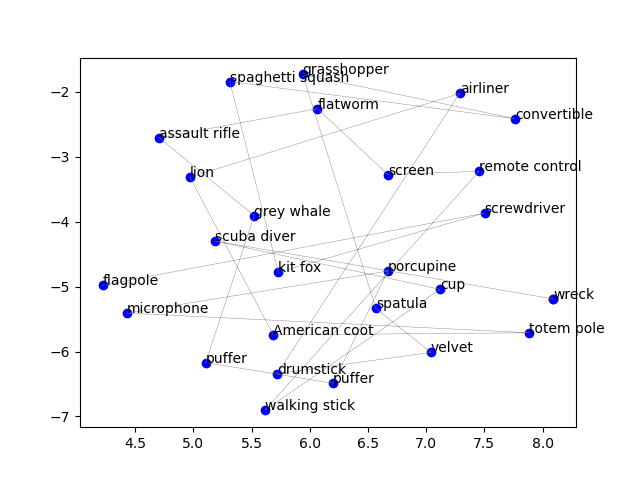 grasshopper
spaghetti squash
airliner
flatworm
convertible
assault rifle
lion
screen
remote control
grey whale
screwdriver
scuba diver
kit fox
porcupine
flagpole
cup
wreck
microphone
spatula
American coot
totem pole
puffer
velvet
drumstick
puffer
walking stick
−2
−3
−4
−5
−6
−7
4.5 5.0 5.5 6.0 6.5 7.0 7.5 8.0